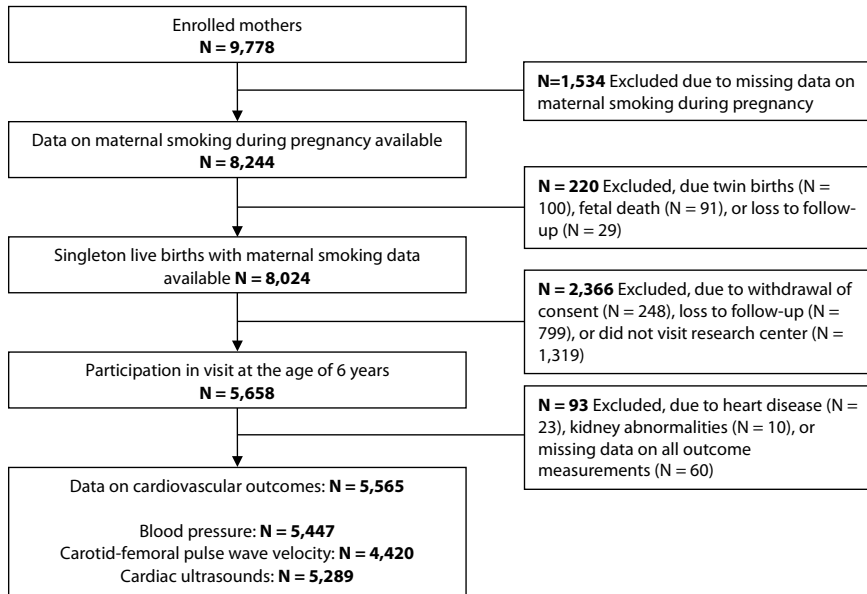 Enrolled mothers
N = 9,778
N=1,534 Excluded due to missing data on
maternal smoking during pregnancy
Data on maternal smoking during pregnancy available
N = 8,244
N = 220 Excluded, due twin births (N =
100), fetal death (N = 91), or loss to follow-
up (N = 29)
Singleton live births with maternal smoking data
available N = 8,024
N = 2,366 Excluded, due to withdrawal of
consent (N = 248), loss to follow-up (N =
799), or did not visit research center (N =
1,319)
Participation in visit at the age of 6 years
N = 5,658
N = 93 Excluded, due to heart disease (N =
23), kidney abnormalities (N = 10), or
missing data on all outcome
measurements (N = 60)
Data on cardiovascular outcomes: N = 5,565
Blood pressure: N = 5,447
Carotid-femoral pulse wave velocity: N = 4,420
Cardiac ultrasounds: N = 5,289